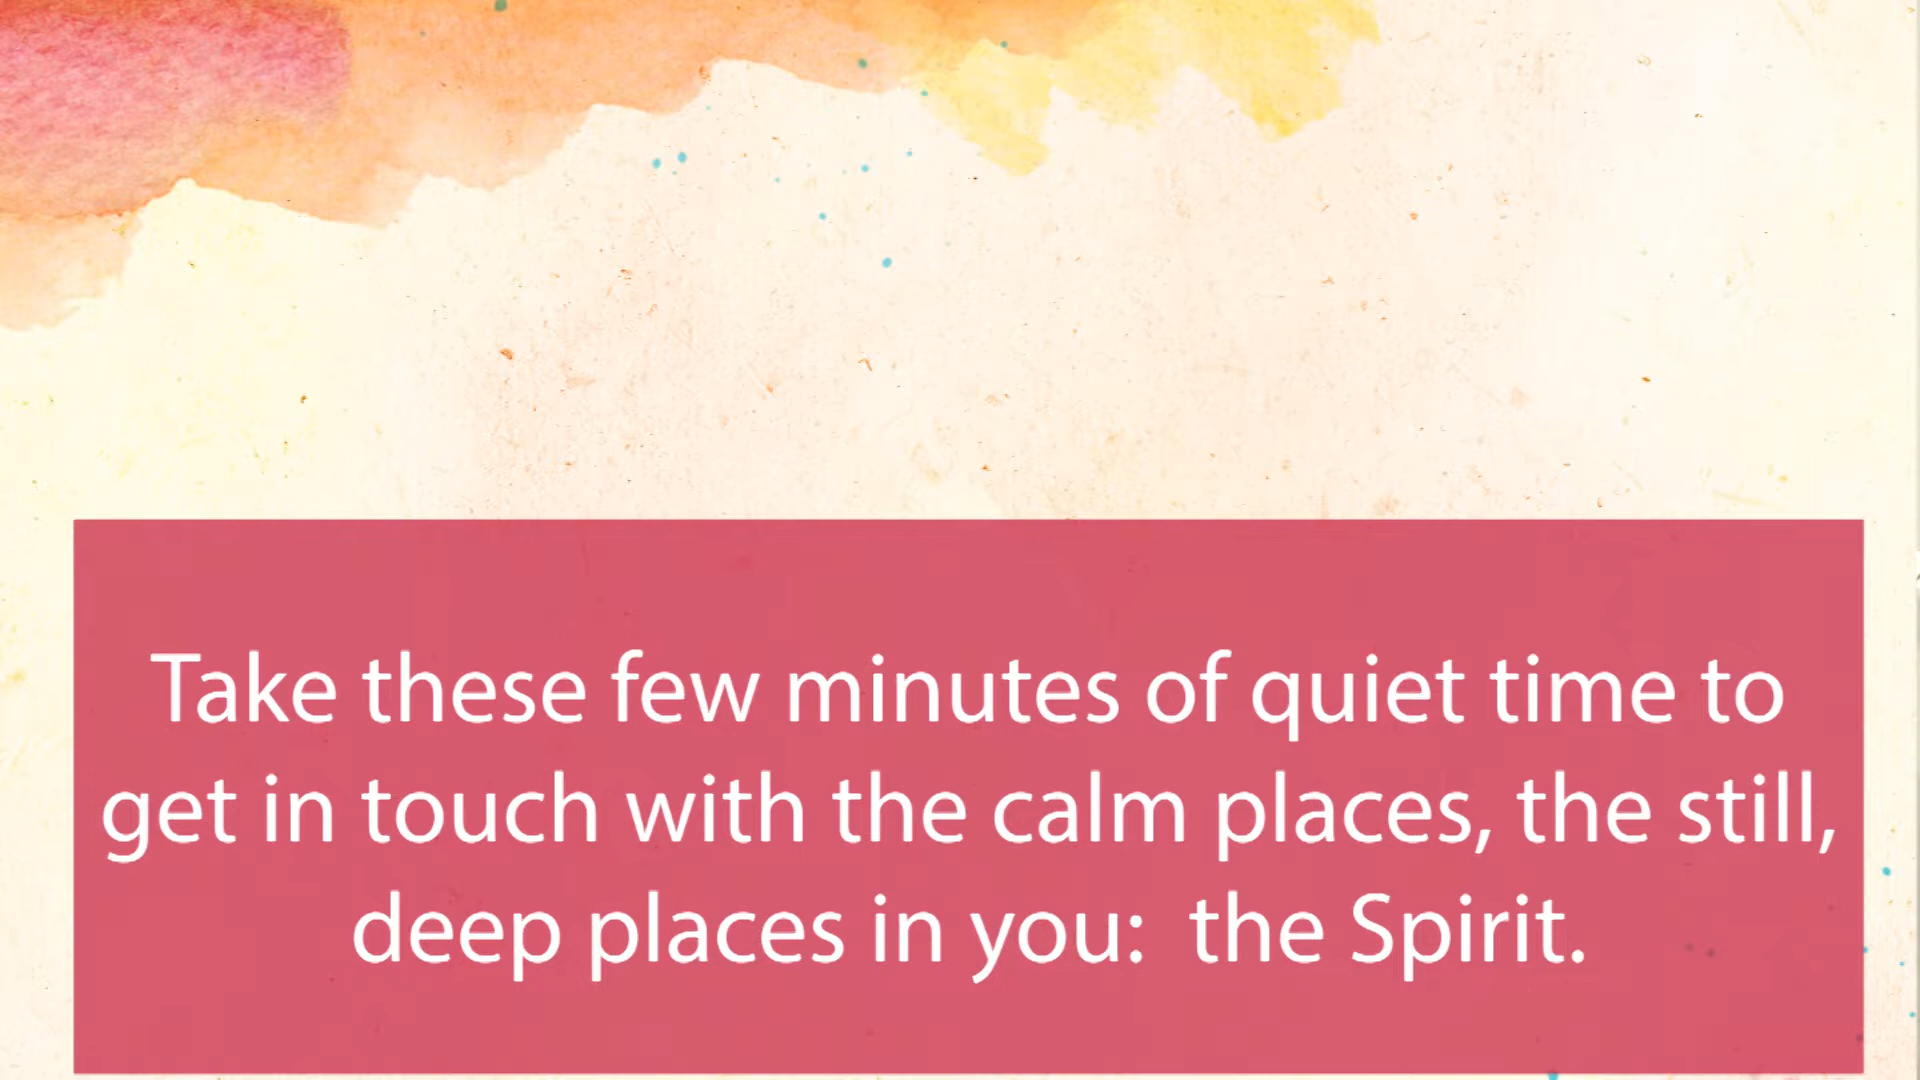 Take these few minutes of quiet time to
get in touch with the calm places, the still,
deep places in you:  the Spirit.